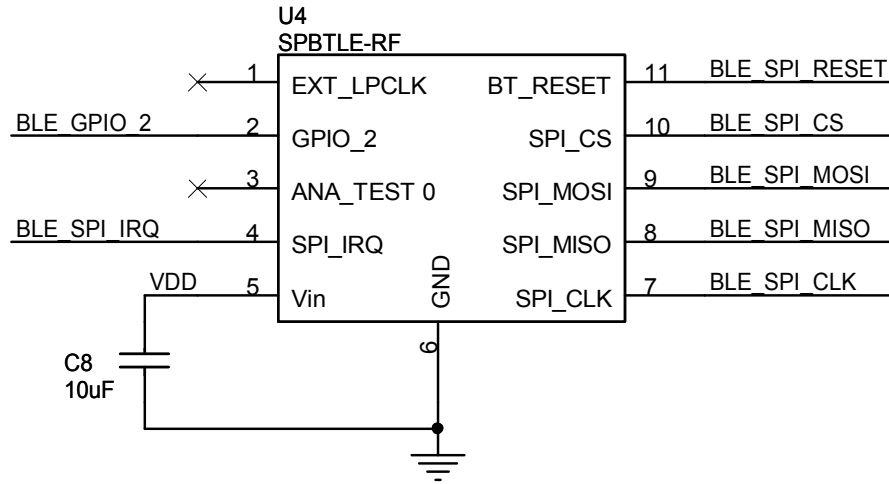 U4
SPBTLE-RF
1 EXT_LPCLK BT_RESET 11 BLE_SPI_RESET
BLE_GPIO_2 2 GPIO_2 SPI_CS 10 BLE_SPI_CS
3 ANA_TEST 0 SPI_MOSI 9 BLE_SPI_MOSI
BLE_SPI_IRQ 4 SPI_IRQ SPI_MISO 8 BLE_SPI_MISO
VDD 5 Vin GND SPI_CLK 7 BLE_SPI_CLK
6
C8
10uF